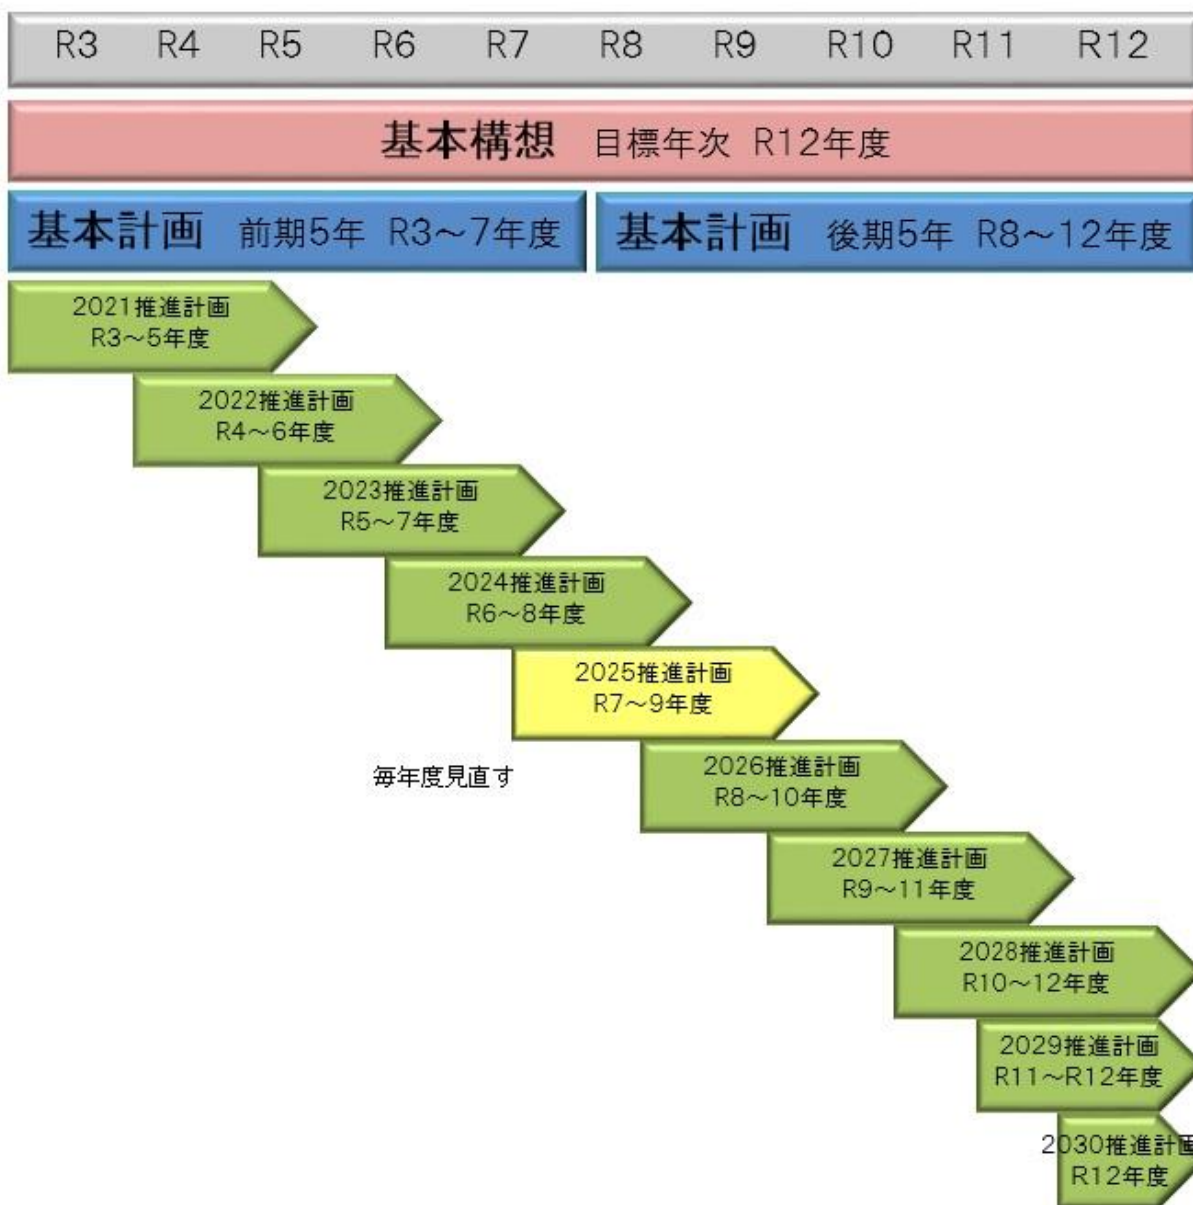 R3 R4 R5 R6 R7 R8 R9 R10 R11 R12
基本構想 目標年次 R12年度
基本計画 前期5年 R3～7年度
基本計画 後期5年 R8～12年度
2021推進計画
R3～5年度
2022推進計画
R4～6年度
2023推進計画
R5～7年度
2024推進計画
R6～8年度
2025推進計画
R7～9年度
毎年度見直す
2026推進計画
R8～10年度
2027推進計画
R9～11年度
2028推進計画
R10～12年度
2029推進計画
R11～R12年度
2030推進計画
R12年度